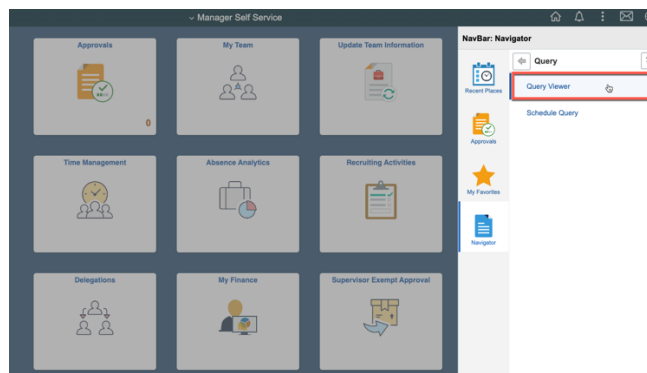 Manager Self Service
Approvals
My Team
Update Team Information
0
Time Management
Absence Analytics
Recruiting Activities
Delegations
My Finance
Supervisor Exempt Approval
NavBar: Navigator
Recent Places
Approvals
My Favorites
Navigator
Query
Query Viewer
Schedule Query